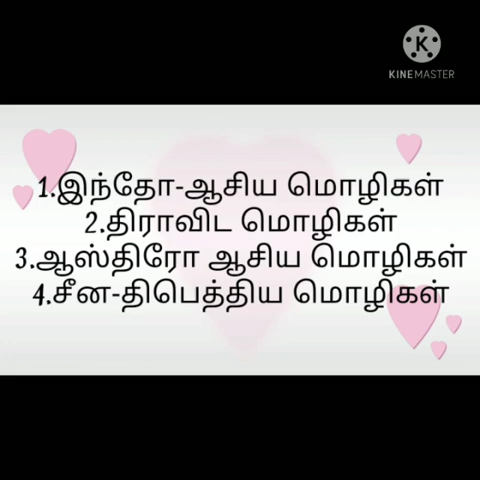 KINEMASTER
1.இந்தோ-ஆசிய மொழிகள்
2.திராவிட மொழிகள்
3.ஆஸ்திரோ ஆசிய மொழிகள்
4.சீன-திபெத்திய மொழிகள்